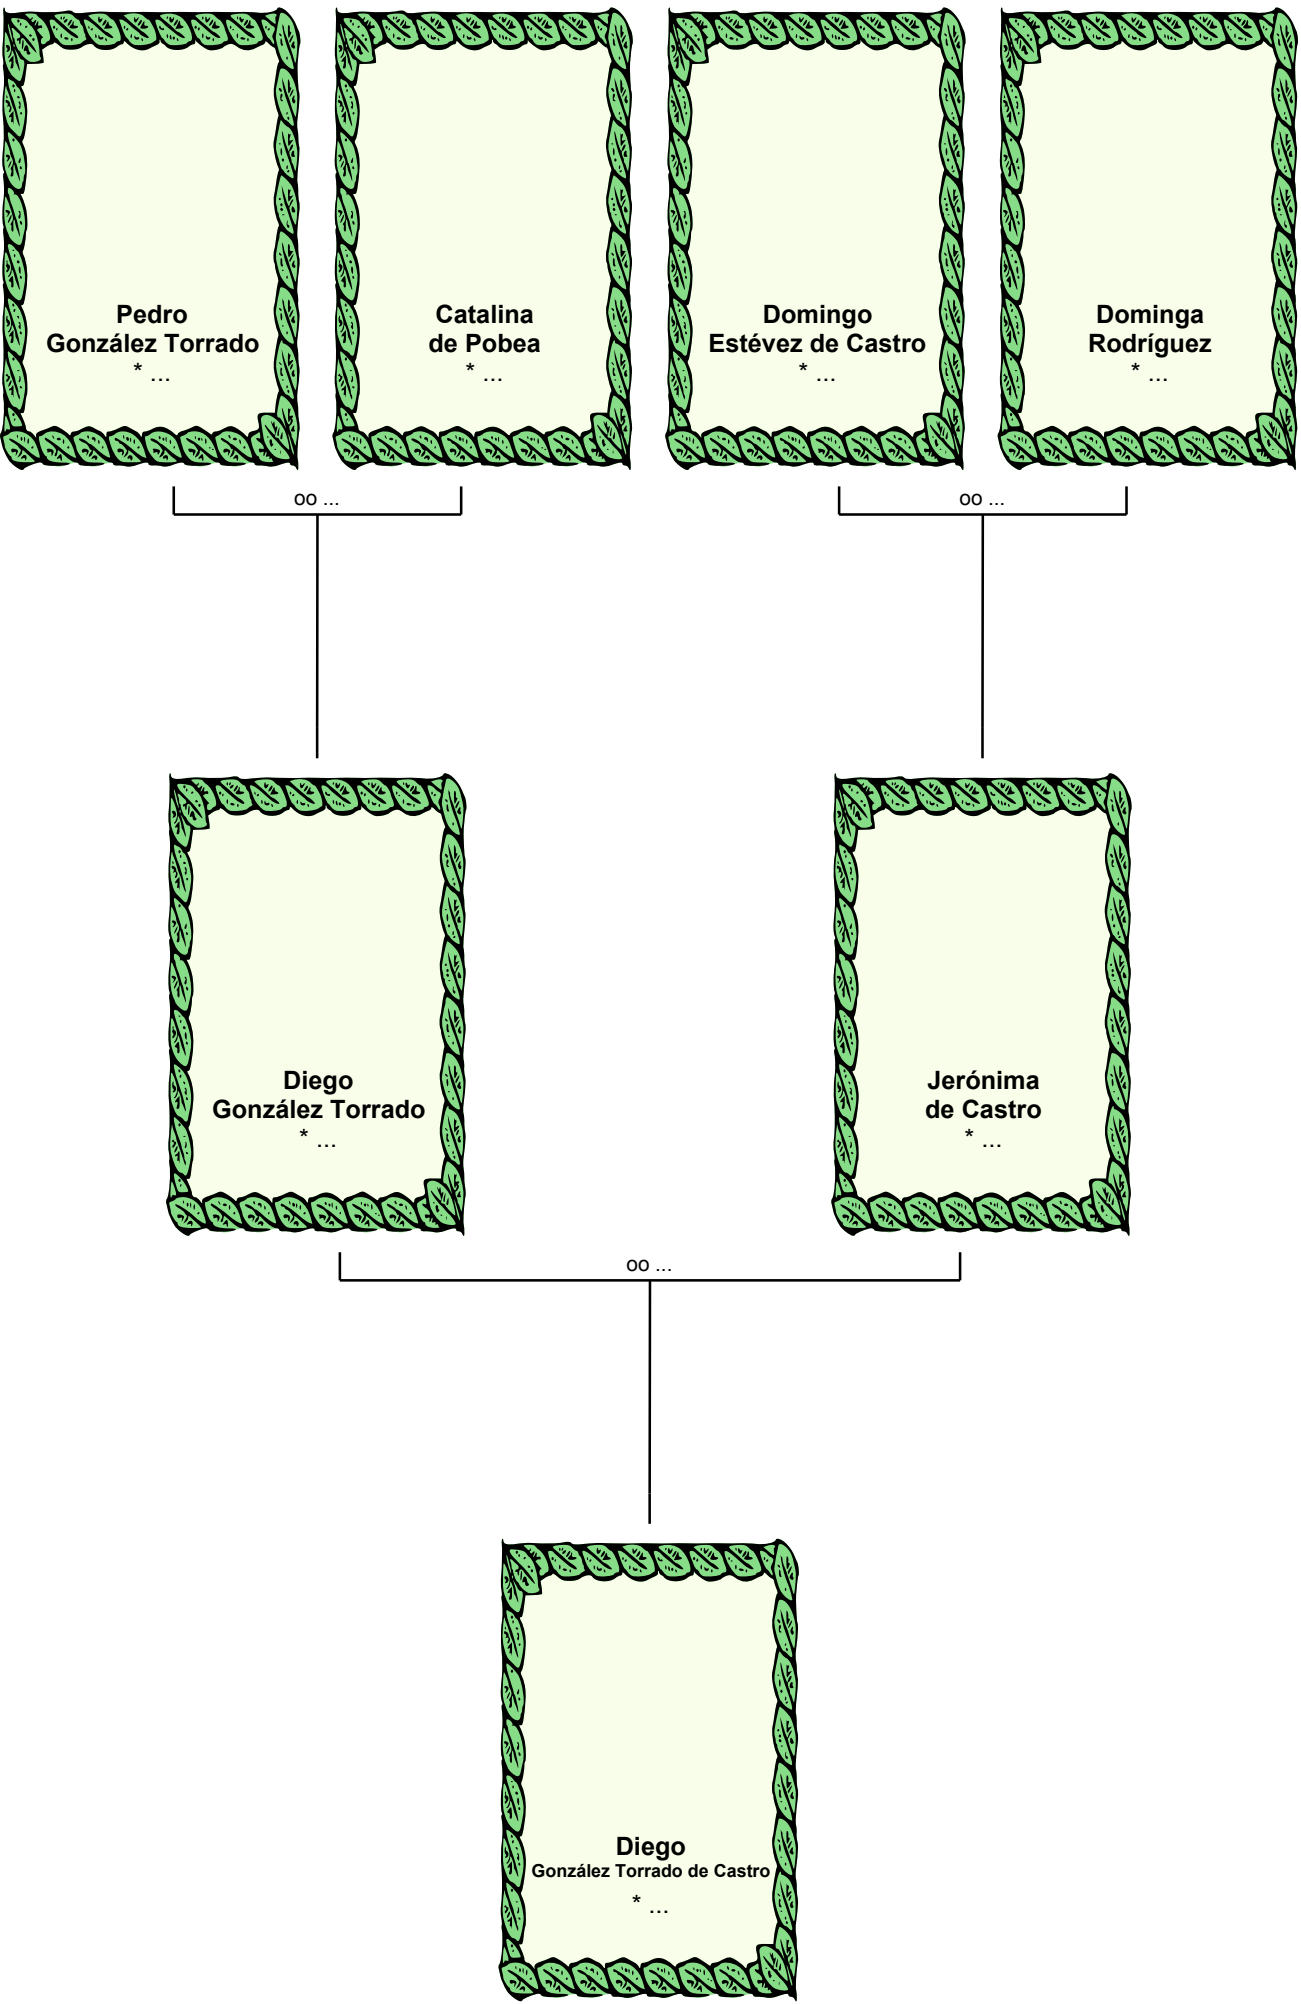 Pedro
González Torrado
* ...
Catalina
de Pobea
* ...
Domingo
Estévez de Castro
* ...
Dominga
Rodríguez
* ...
oo ...
oo ...
Diego
González Torrado
* ...
Jerónima
de Castro
* ...
oo ...
Diego
González Torrado de Castro
* ...